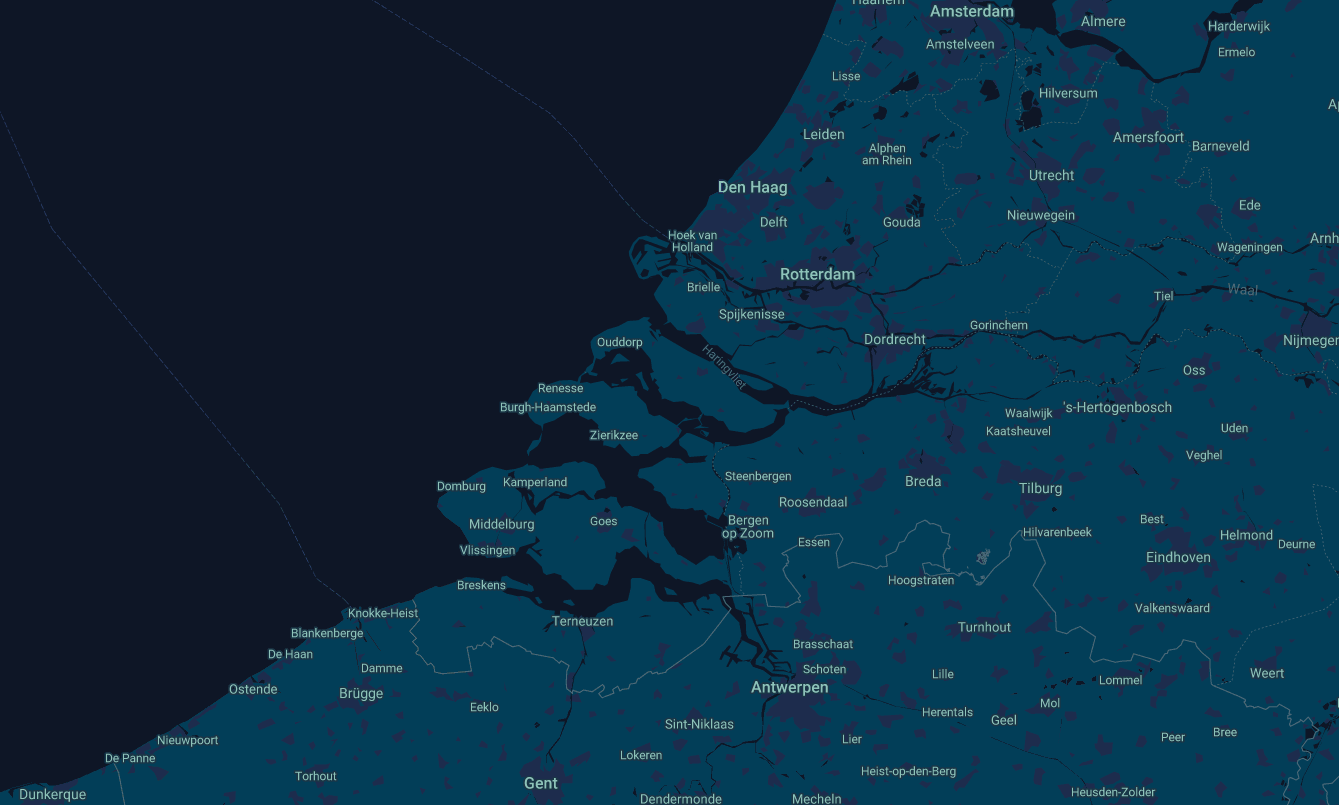 Haarlem
Amsterdam
Almere
Harderwijk
Amstelveen
Ermelo
Lisse
Hilversum
Leiden
Amersfoort
Barneveld
Alphen
am Rhein
Utrecht
Den Haag
Ede
Nieuwegein
Delft
Gouda
Hoek van
Holland
Wageningen
Arnh
Rotterdam
Brielle
Tiel
Waal
Spijkenisse
Gorinchem
Dordrecht
Nijmegen
Ouddorp
Haringvliet
Oss
Renesse
Burgh-Haamstede
's-Hertogenbosch
Waalwijk
Kaatsheuvel
Uden
Zierikzee
Veghel
Steenbergen
Breda
Kamperland
Domburg
Tilburg
Roosendaal
Middelburg
Goes
Bergen
op Zoom
Best
Hilvarenbeek
Helmond
Deurne
Essen
Vlissingen
Eindhoven
Hoogstraten
Breskens
Valkenswaard
Knokke-Heist
Terneuzen
Turnhout
Blankenberge
Brasschaat
De Haan
Damme
Schoten
Lille
Weert
Lommel
Ostende
Brügge
Antwerpen
Mol
Eeklo
Herentals
Geel
Sint-Niklaas
Bree
Peer
Nieuwpoort
Lier
De Panne
Lokeren
Heist-op-den-Berg
Torhout
Gent
Dunkerque
Heusden-Zolder
Dendermonde
Mecheln